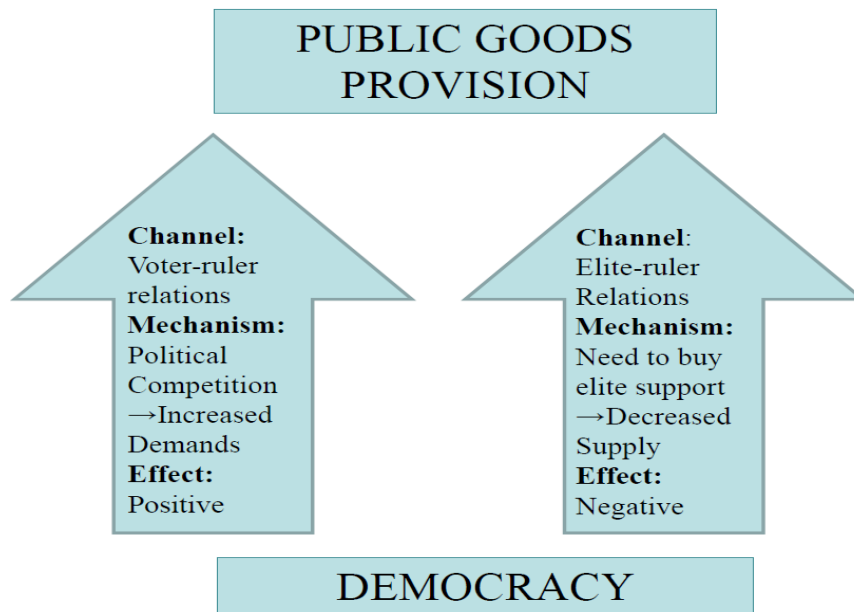 PUBLIC GOODS
PROVISION
Channel:
Voter-ruler
relations
Mechanism:
Political
Competition
→Increased
Demands
Effect:
Positive
Channel:
Elite-ruler
Relations
Mechanism:
Need to buy
elite support
→Decreased
Supply
Effect:
Negative
DEMOCRACY